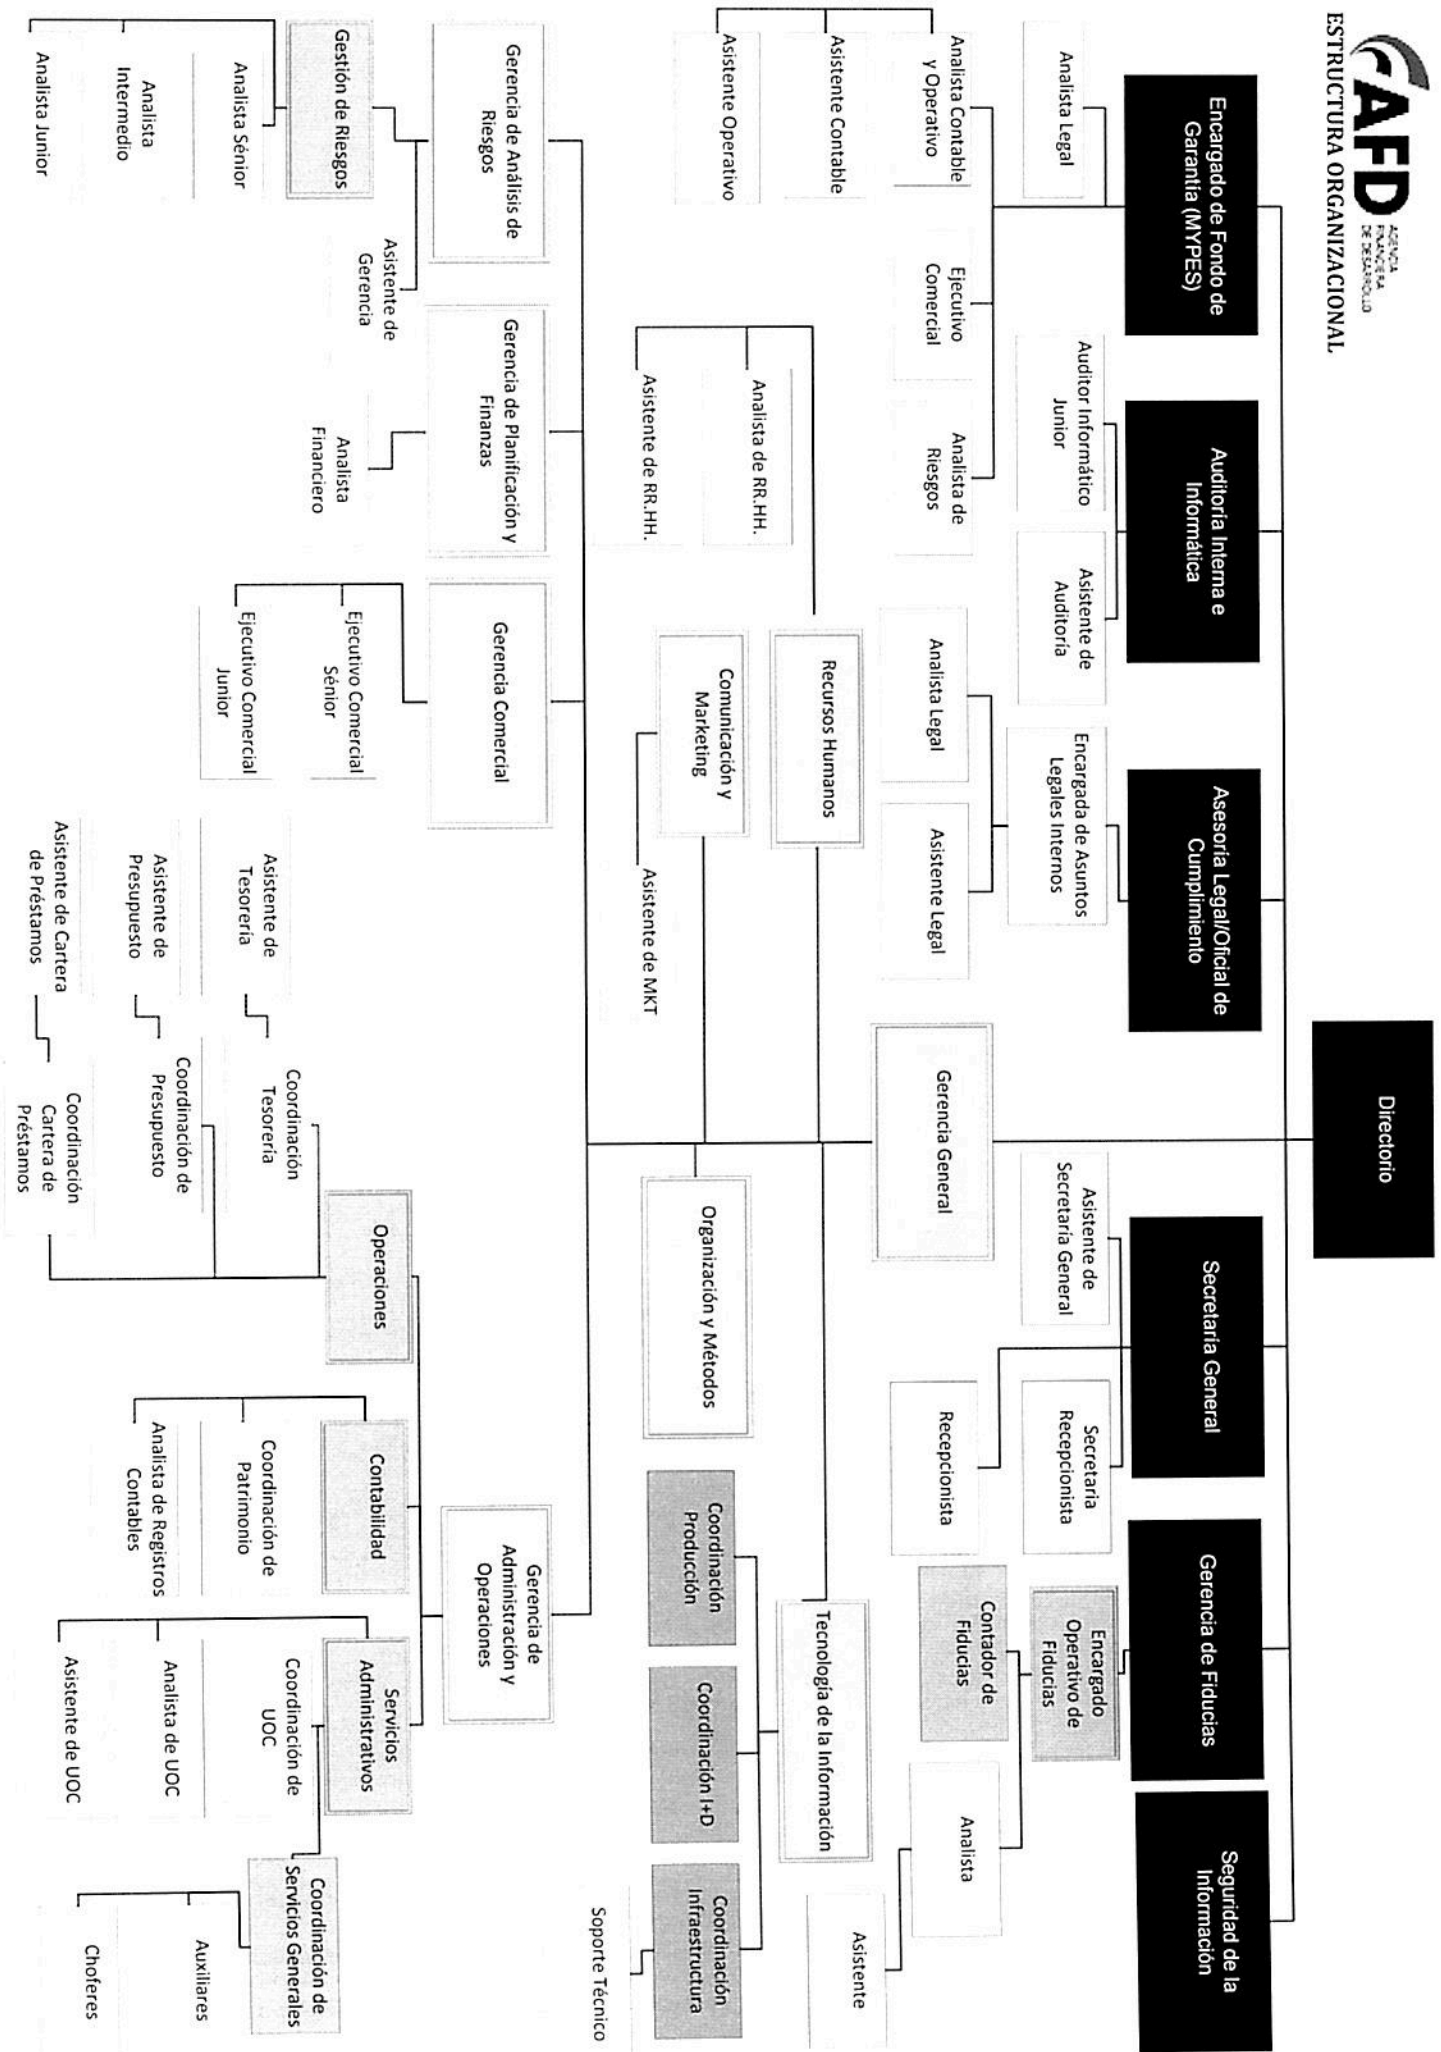 AFD
AGENCIA
FINANCIERA
DE DESARROLLO
ESTRUCTURA ORGANIZACIONAL
Directorio
Encargado de Fondo de
Garantía (MYPES)
Auditoría Interna e
Informática
Asesoría Legal/Oficial de
Cumplimiento
Secretaría General
Gerencia de Fiducias
Seguridad de la
Información
Analista Legal
Auditor Informático
Junior
Asistente de
Auditoría
Encargada de Asuntos
Legales Internos
Asistente de
Secretaría General
Secretaria
Recepcionista
Encargado
Operativo de
Fiducias
Analista Contable
y Operativo
Ejecutivo
Comercial
Analista de
Riesgos
Analista Legal
Asistente Legal
Gerencia General
Recepcionista
Contador de
Fiducias
Analista
Asistente Contable
Asistente
Asistente Operativo
Recursos Humanos
Tecnología de la Información
Analista de RR.HH.
Asistente de RR.HH.
Comunicación y
Marketing
Asistente de MKT
Organización y Métodos
Coordinación
Producción
Coordinación I+D
Coordinación
Infraestructura
Soporte Técnico
Gerencia de Análisis de
Riesgos
Gerencia de Planificación y
Finanzas
Gerencia Comercial
Gerencia de
Administración y
Operaciones
Gestión de Riesgos
Asistente de
Gerencia
Analista
Financiero
Ejecutivo Comercial
Sénior
Ejecutivo Comercial
Junior
Operaciones
Contabilidad
Servicios
Administrativos
Analista Sénior
Analista
Intermedio
Analista Junior
Asistente de
Tesorería
Coordinación
Tesorería
Asistente de
Presupuesto
Coordinación de
Presupuesto
Asistente de Cartera
de Préstamos
Coordinación
Cartera de
Préstamos
Coordinación de
Patrimonio
Analista de Registros
Contables
Coordinación de
UOC
Analista de UOC
Asistente de UOC
Coordinación de
Servicios Generales
Auxiliares
Choferes